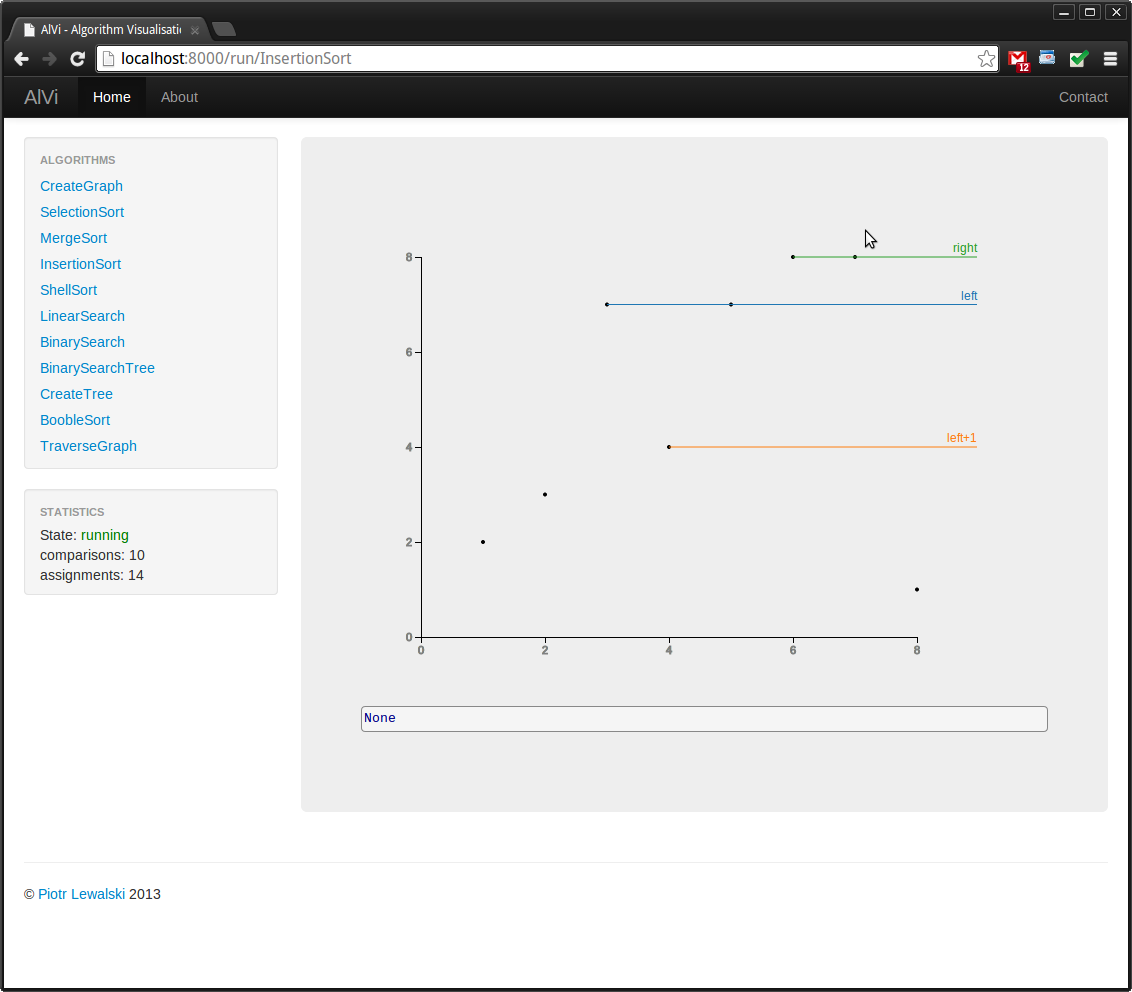 AlVi - Algorithm Visualisatio
localhost:8000/run/InsertionSort
12
AlVi Home About Contact
ALGORITHMS
CreateGraph
SelectionSort
MergeSort
InsertionSort
ShellSort
LinearSearch
BinarySearch
BinarySearchTree
CreateTree
BoobleSort
TraverseGraph
STATISTICS
State: running
comparisons: 10
assignments: 14
right
8
left
6
left+1
4
2
0
0 2 4 6 8
None
© Piotr Lewalski 2013